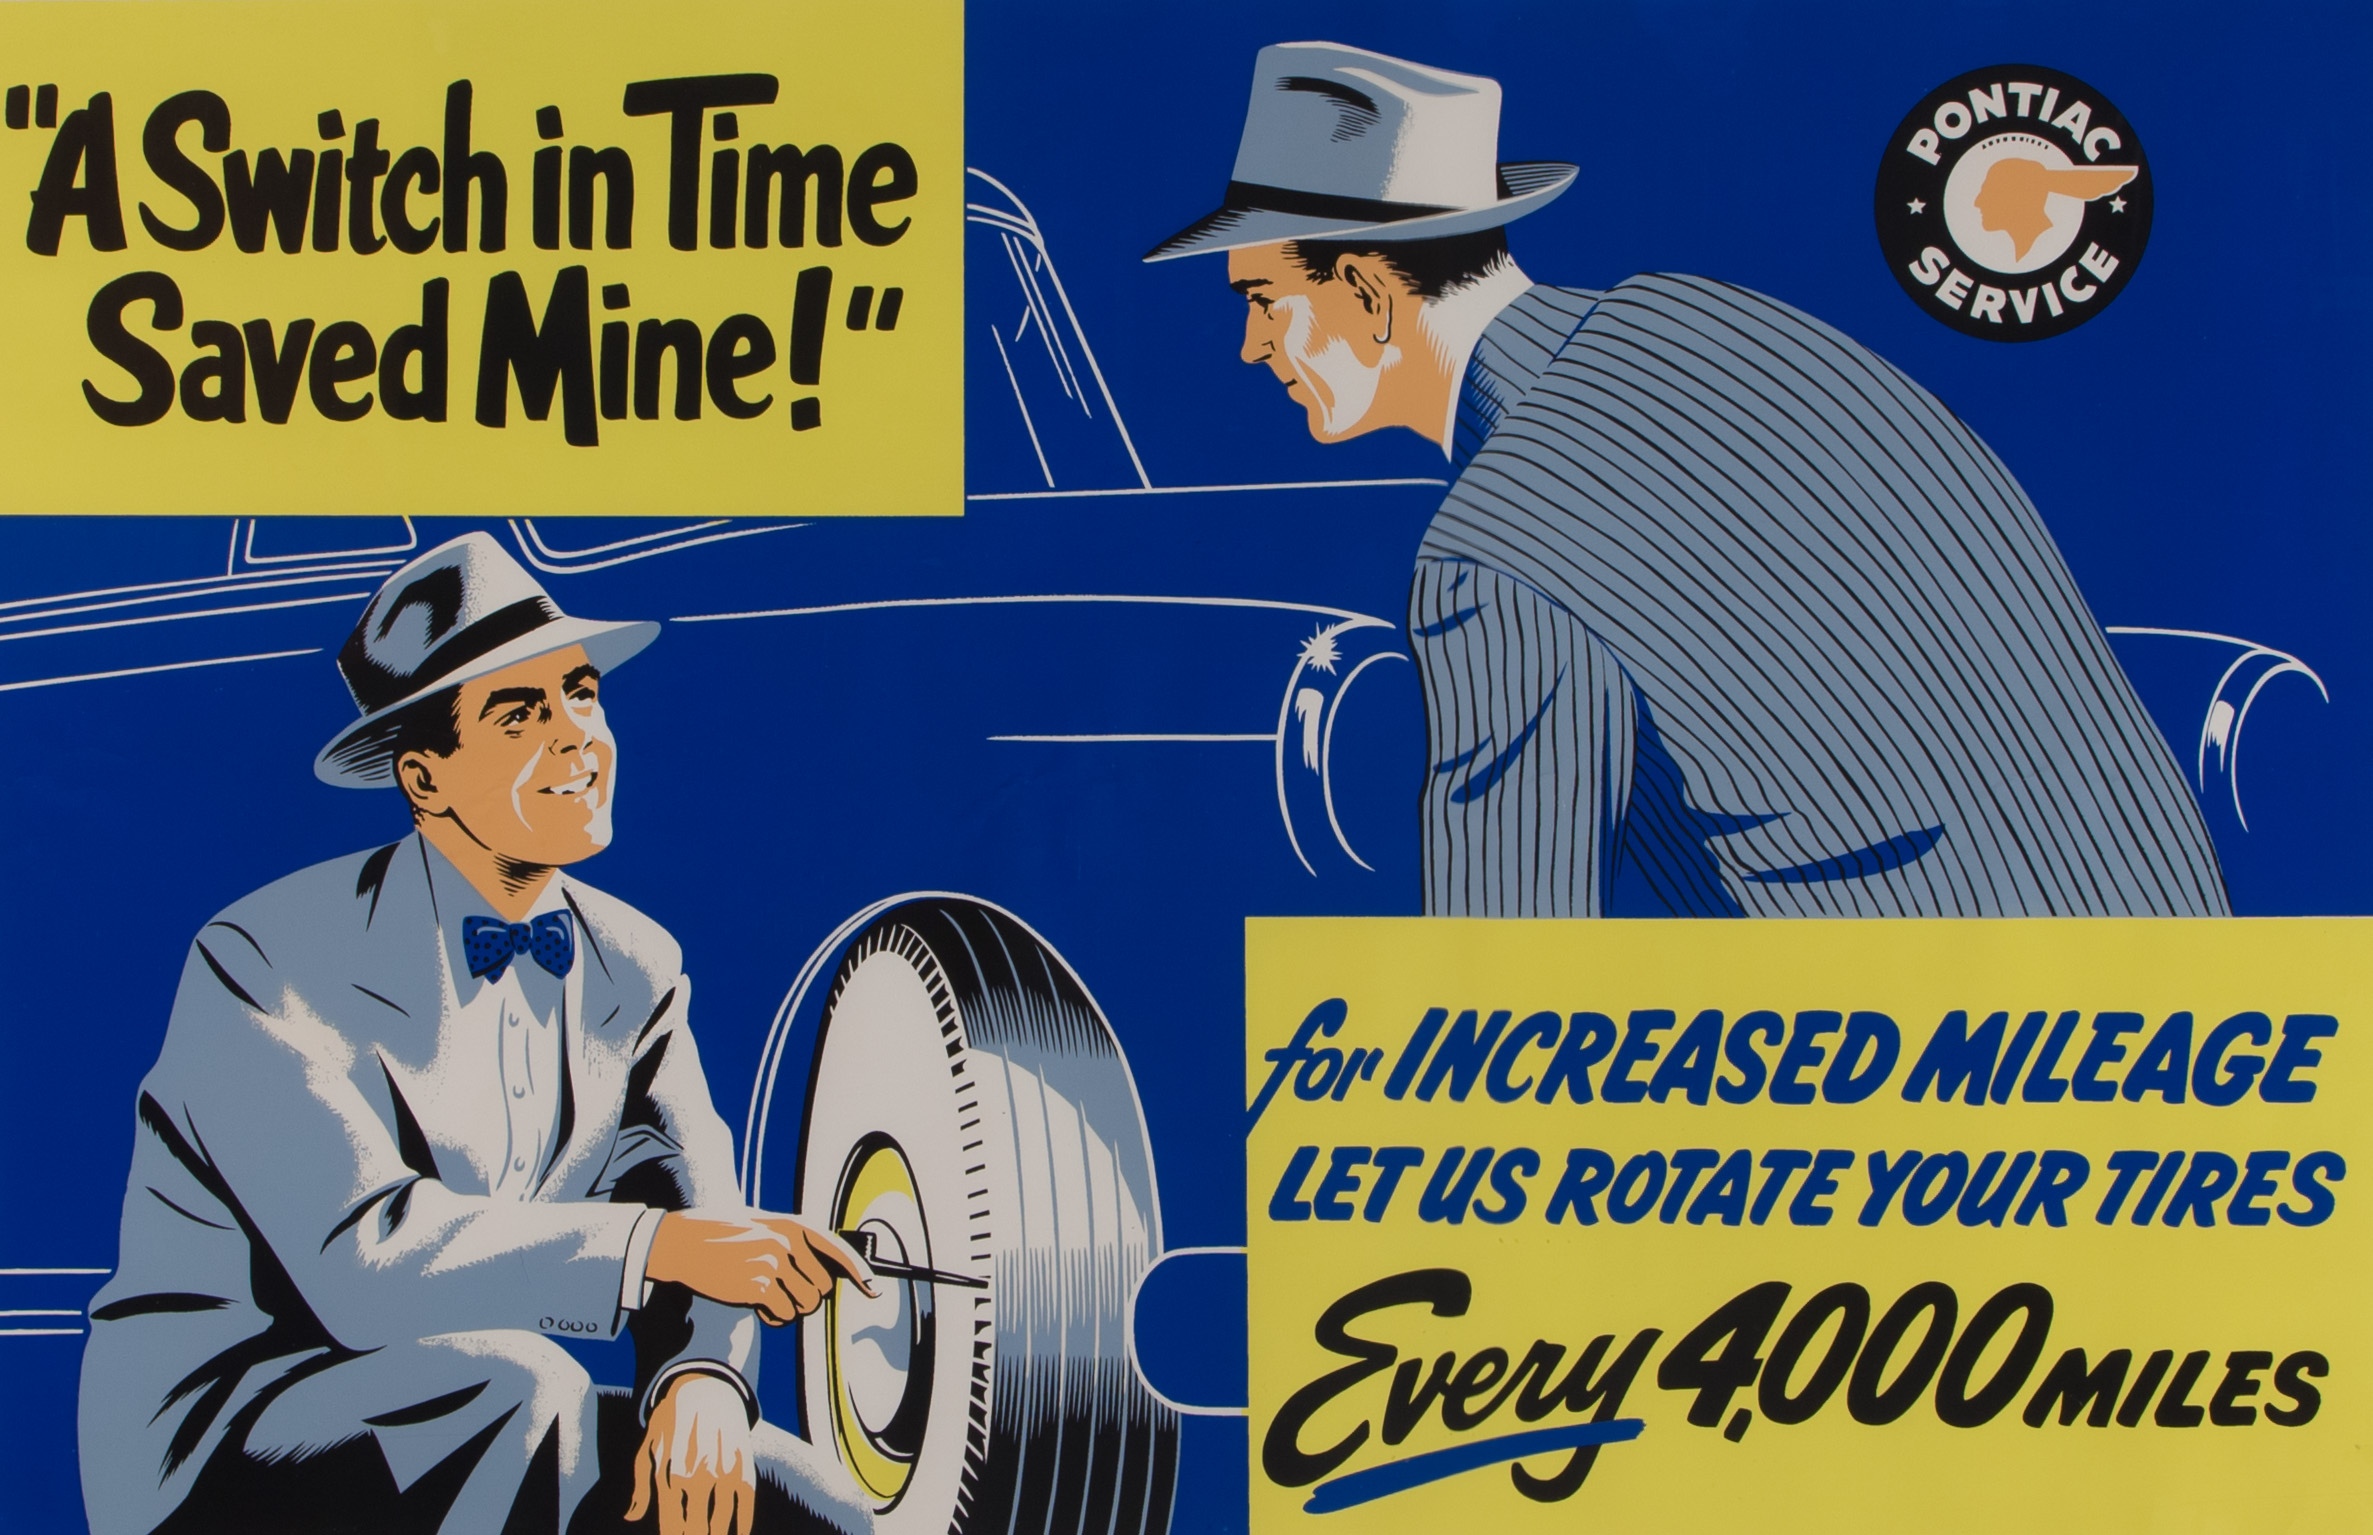 "A Switch in Time
Saved Mine!"
PONTIAC
SERVICE
for INCREASED MILEAGE
LET US ROTATE YOUR TIRES
Every 4,000 MILES